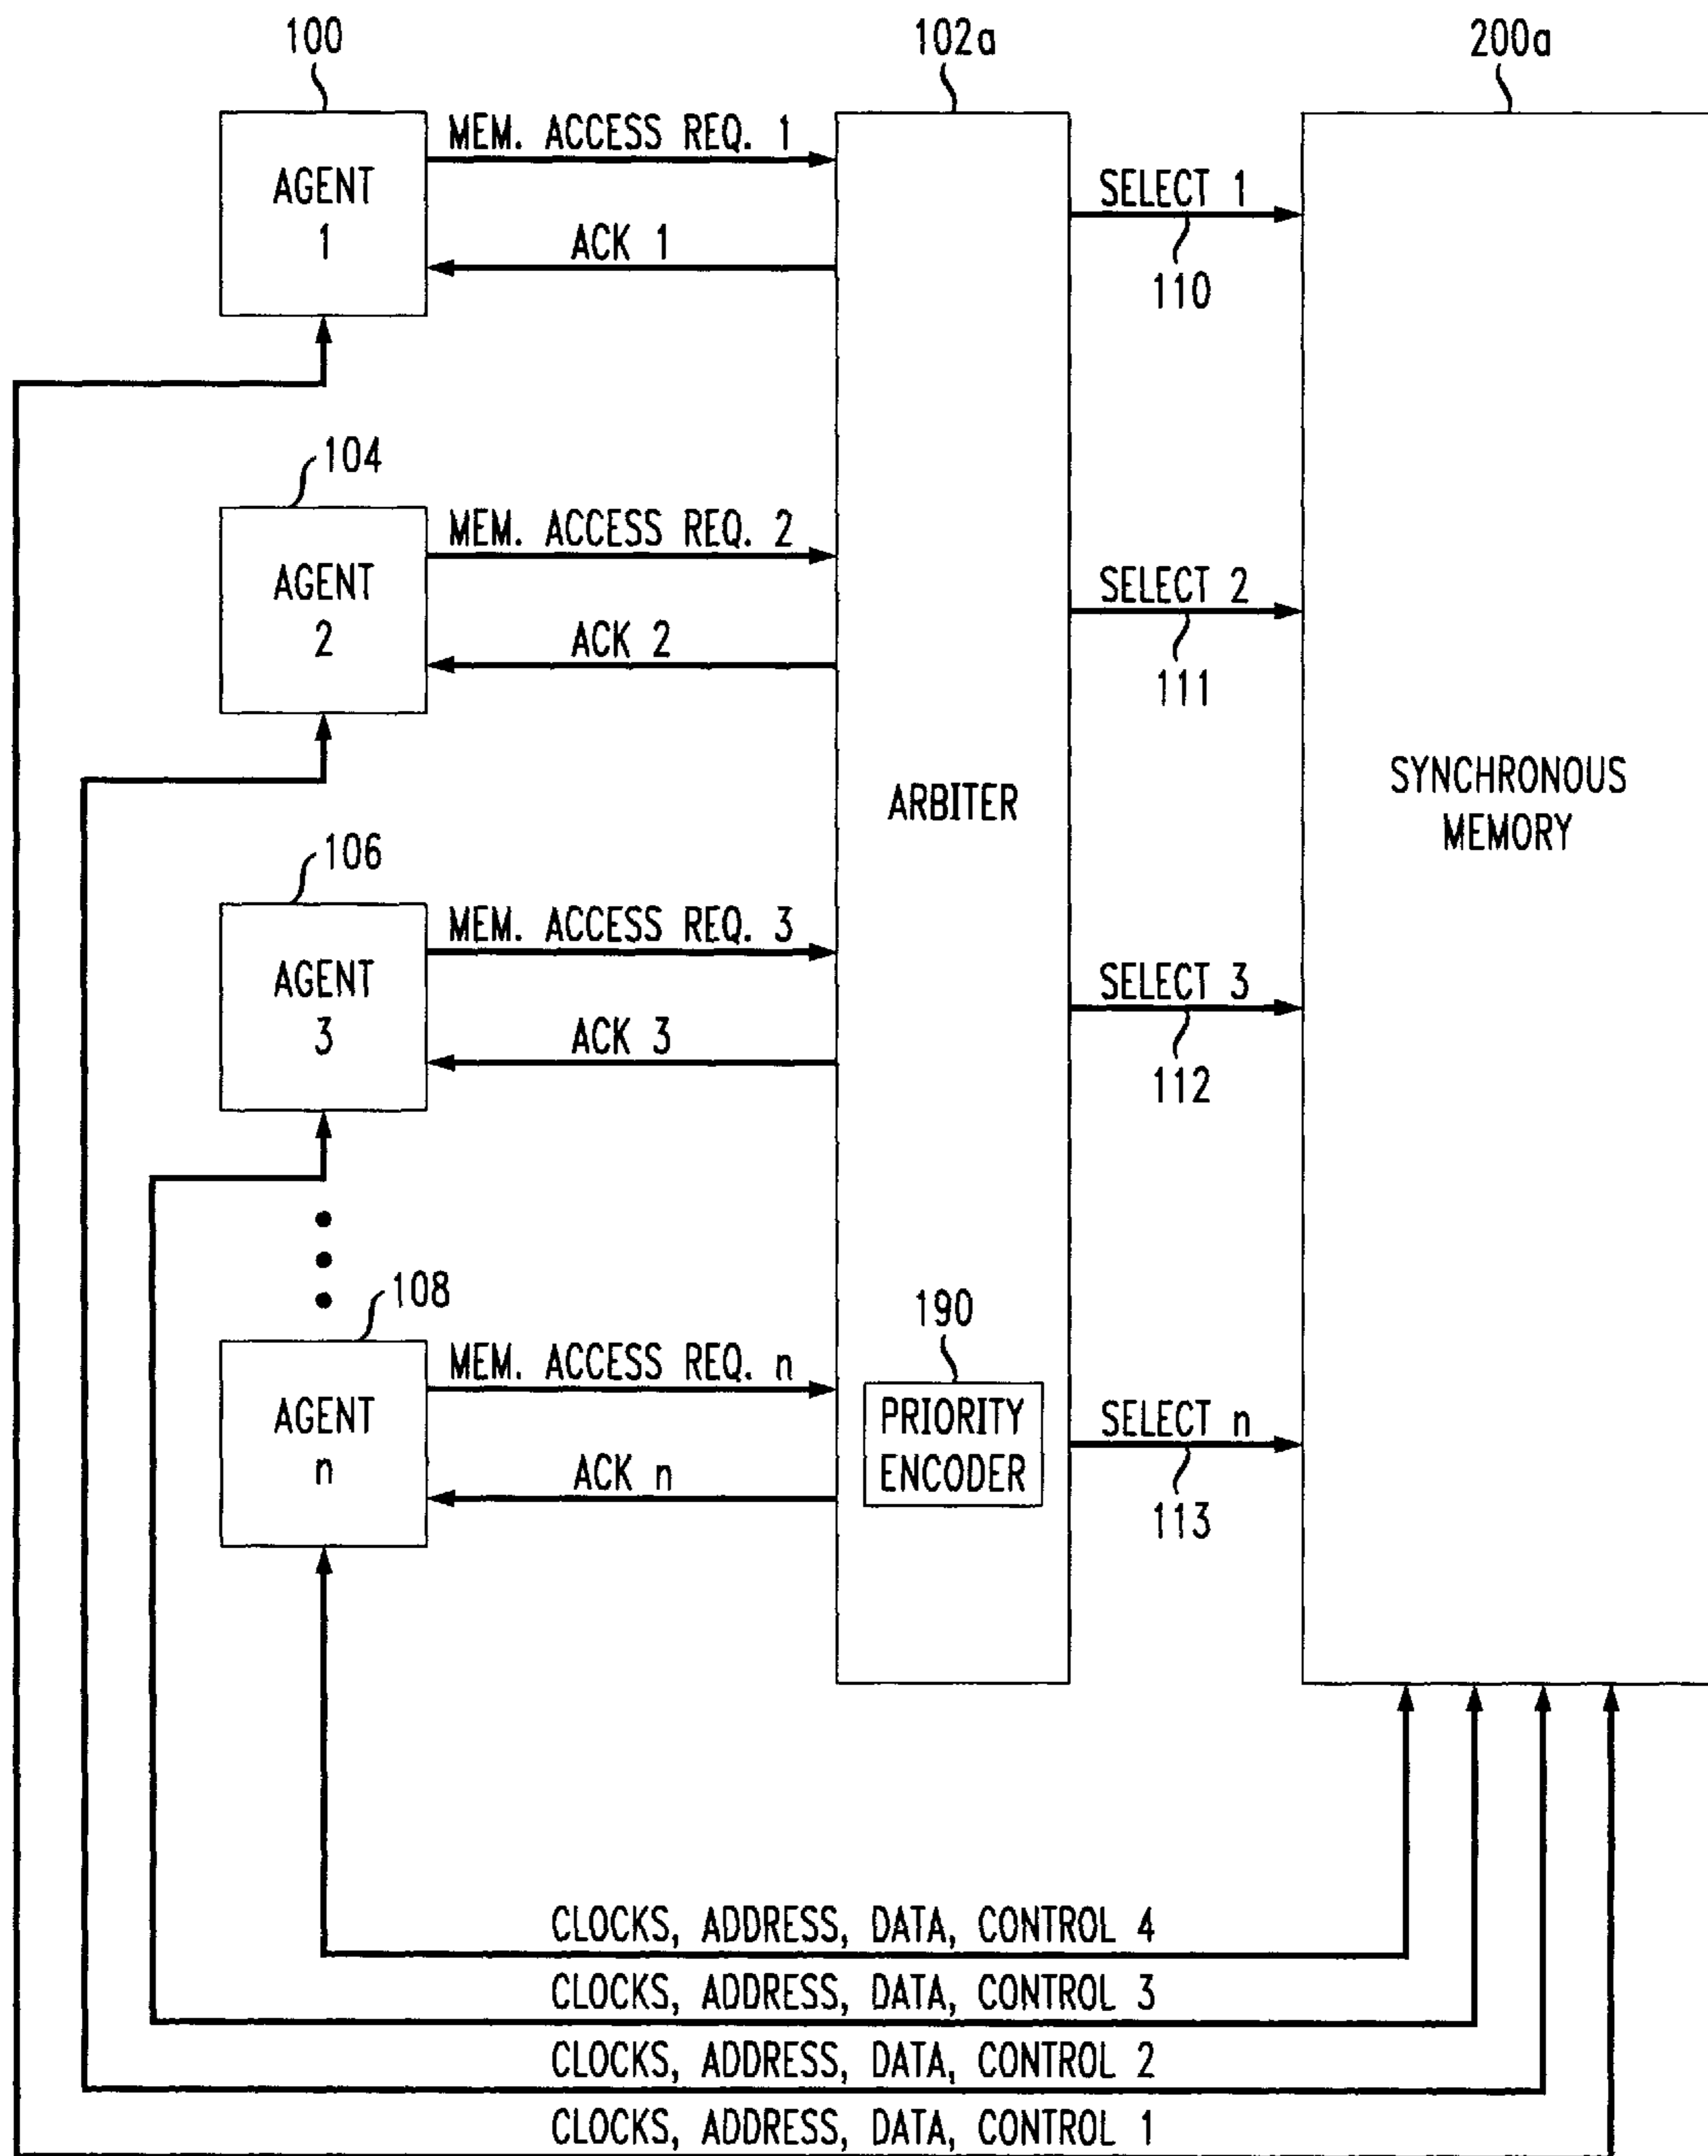 100
102a
200a
AGENT
1
MEM. ACCESS REQ. 1
ACK 1
SELECT 1
110
104
AGENT
2
MEM. ACCESS REQ. 2
ACK 2
SELECT 2
111
ARBITER
SYNCHRONOUS
MEMORY
106
AGENT
3
MEM. ACCESS REQ. 3
ACK 3
SELECT 3
112
108
AGENT
n
MEM. ACCESS REQ. n
ACK n
190
PRIORITY
ENCODER
SELECT n
113
CLOCKS, ADDRESS, DATA, CONTROL 4
CLOCKS, ADDRESS, DATA, CONTROL 3
CLOCKS, ADDRESS, DATA, CONTROL 2
CLOCKS, ADDRESS, DATA, CONTROL 1